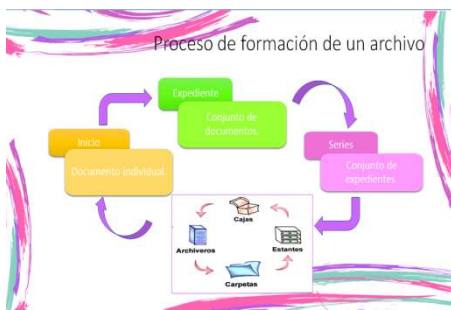 Proceso de formación de un archivo
Expediente
Conjunto de
documentos.
Inicio
Documento individual.
Series
Conjunto de
expedientes.
Cajas
Archiveros
Estantes
Carpetas